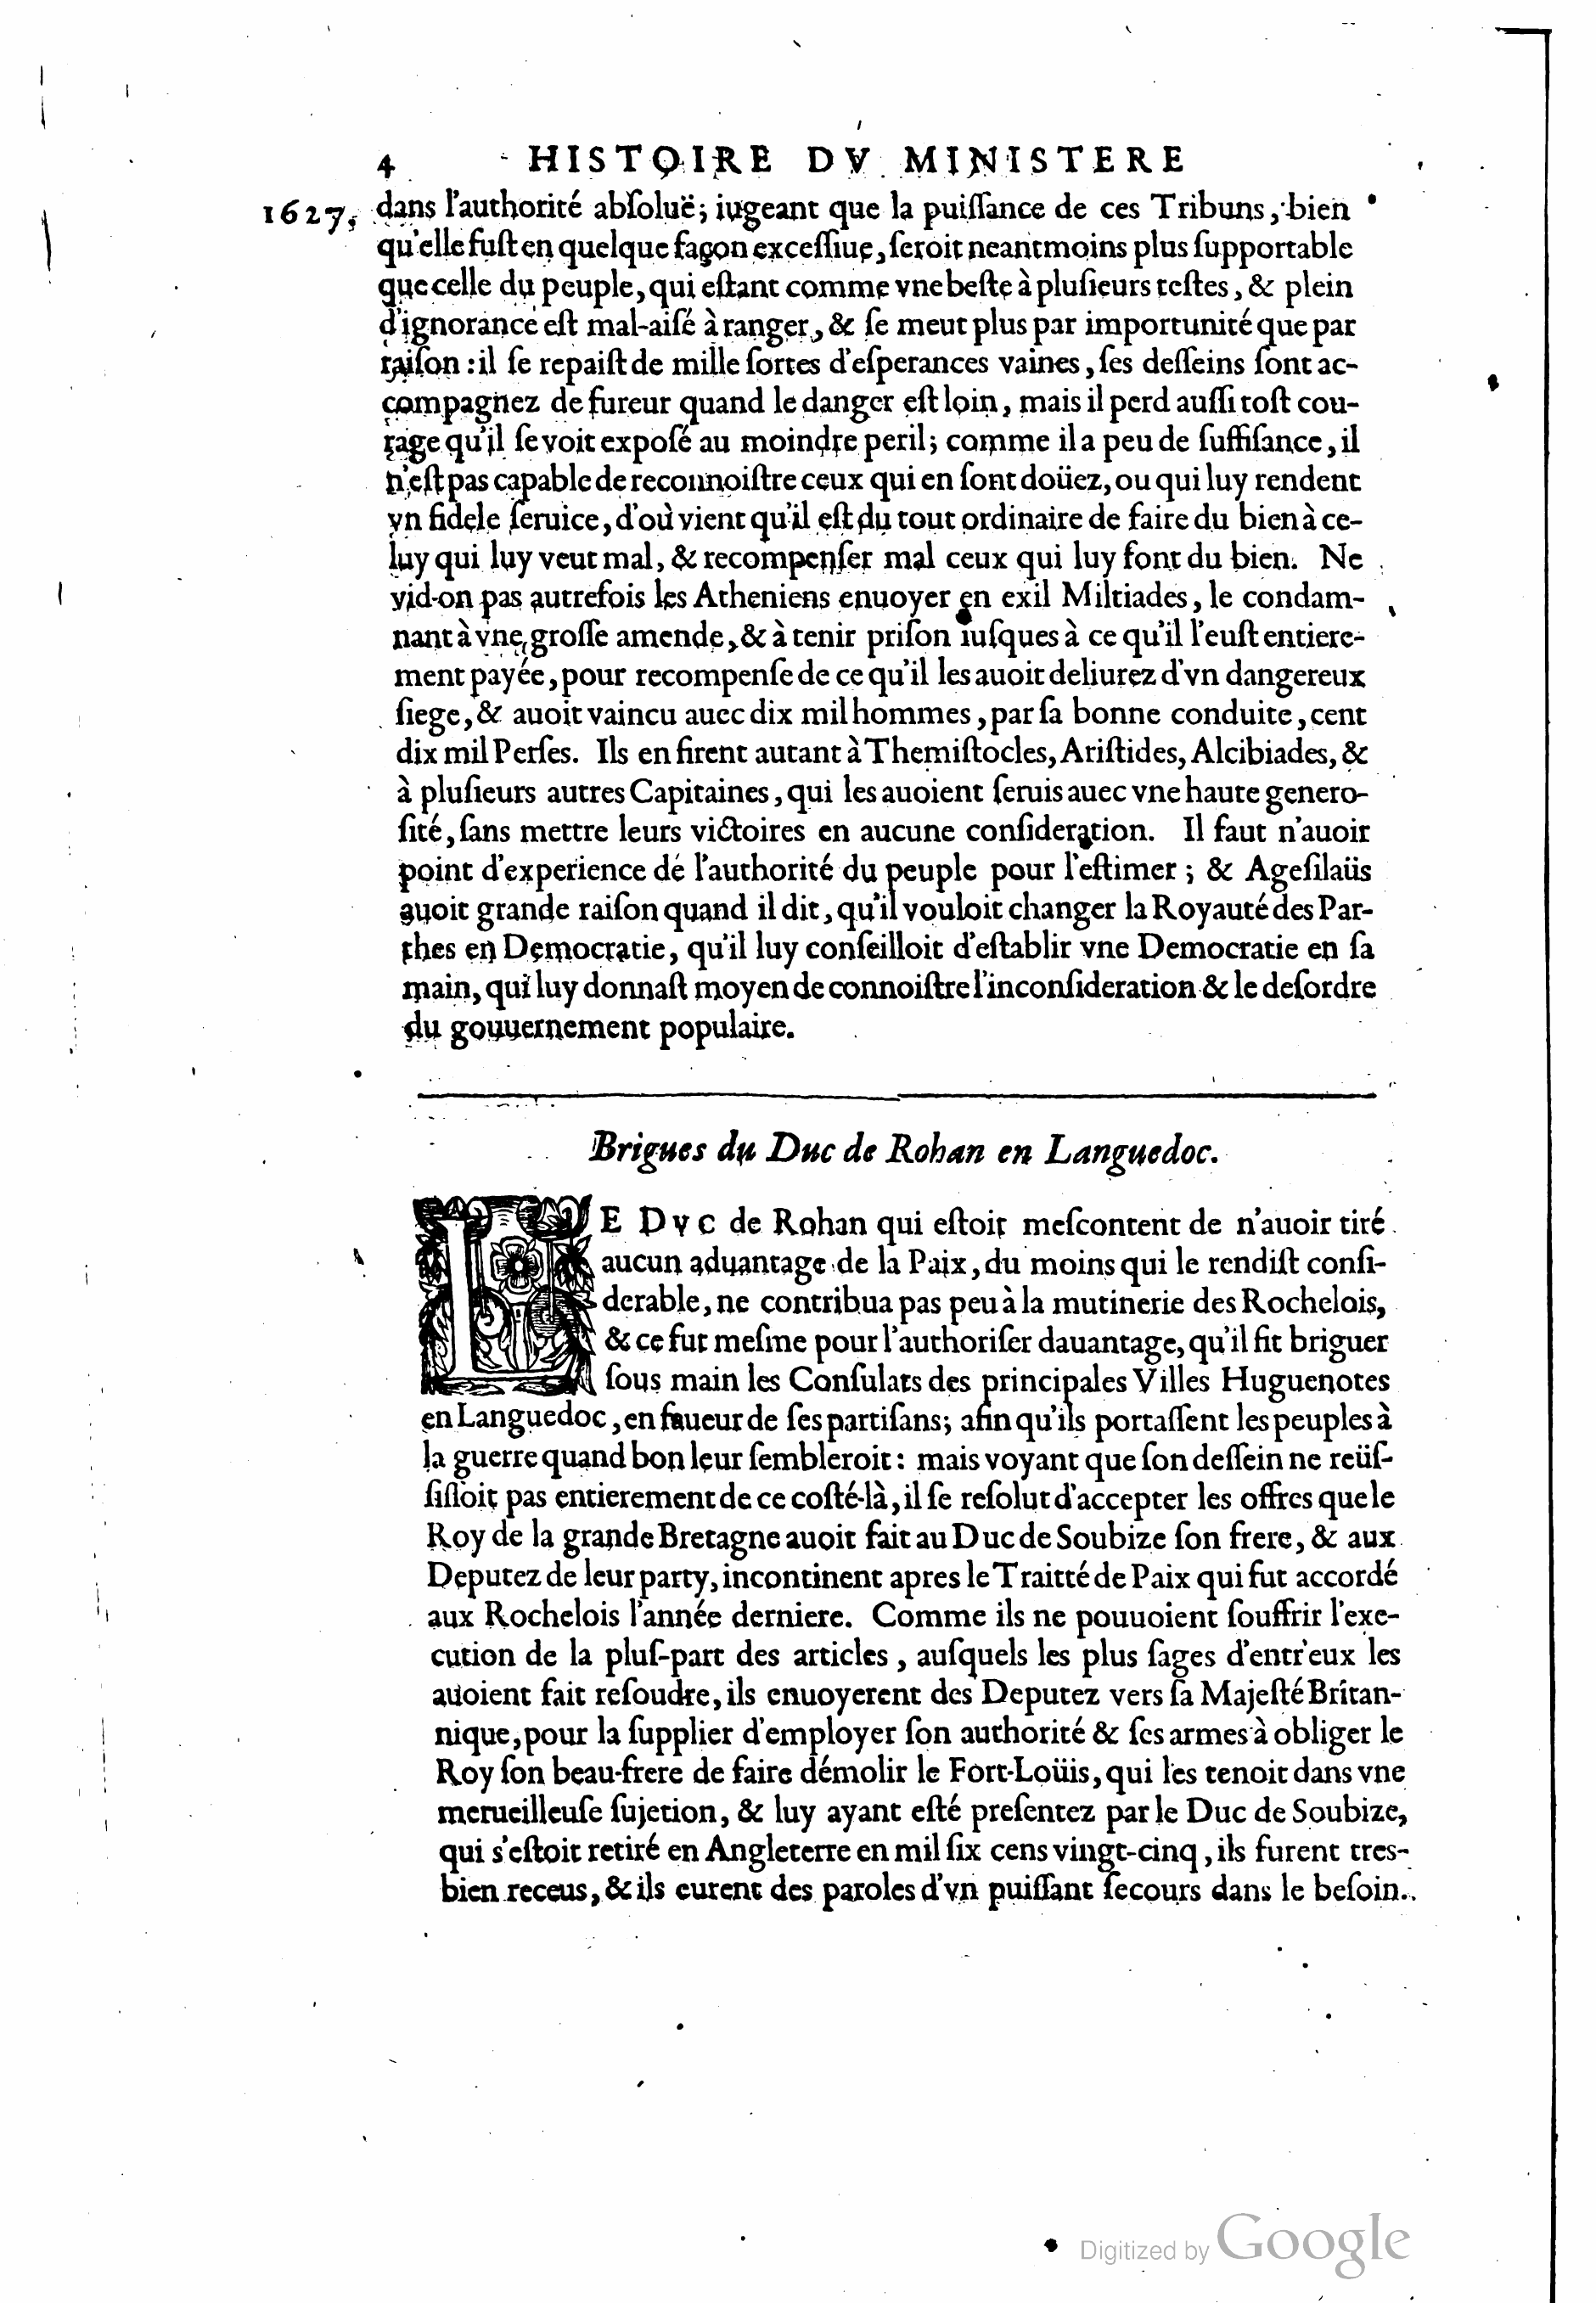 4 HISTOIRE DV MINISTERE
1627. dans l'authorité absoluë; iugeant que la puissance de ces Tribuns, bien
qu'elle fust en quelque façon excessiue, seroit neantmoins plus supportable
que celle du peuple, qui estant comme vne beste à plusieurs testes, & plein
d'ignorance est mal-aisé à ranger, & se meut plus par importunité que par
raison: il se repaist de mille sortes d'esperances vaines, ses desseins sont ac-
compagnez de fureur quand le danger est loin, mais il perd aussi tost cou-
rage qu'il se voit exposé au moindre peril; comme il a peu de suffisance, il
n'est pas capable de reconnoistre ceux qui en sont doüez, ou qui luy rendent
vn fidele seruice, d'où vient qu'il est du tout ordinaire de faire du bien à ce-
luy qui luy veut mal, & recompenser mal ceux qui luy font du bien. Ne
vid-on pas autrefois les Atheniens enuoyer en exil Miltiades, le condam-
nant à vne grosse amende, & à tenir prison iusques à ce qu'il l'eust entiere-
ment payée, pour recompense de ce qu'il les auoit deliurez d'vn dangereux
siege, & auoit vaincu auec dix mil hommes, par sa bonne conduite, cent
dix mil Perses. Ils en firent autant à Themistocles, Aristides, Alcibiades, &
à plusieurs autres Capitaines, qui les auoient seruis auec vne haute genero-
sité, sans mettre leurs victoires en aucune consideration. Il faut n'auoir
point d'experience dé l'authorité du peuple pour l'estimer; & Agesilaüs
auoit grande raison quand il dit, qu'il vouloit changer la Royauté des Par-
thes en Democratie, qu'il luy conseilloit d'establir vne Democratie en sa
main, qui luy donnast moyen de connoistre l'inconsideration & le desordre
du gouuernement populaire.
Brigues du Duc de Rohan en Languedoc.
LE DVC de Rohan qui estoit mescontent de n'auoir tiré
aucun aduantage de la Paix, du moins qui le rendist consi-
derable, ne contribua pas peu à la mutinerie des Rochelois,
& ce fut mesme pour l'authoriser dauantage, qu'il fit briguer
sous main les Consulats des principales Villes Huguenotes
en Languedoc, en faueur de ses partisans; afin qu'ils portassent les peuples à
la guerre quand bon leur sembleroit: mais voyant que son dessein ne reüs-
sissoit pas entierement de ce costé-là, il se resolut d'accepter les offres que le
Roy de la grande Bretagne auoit fait au Duc de Soubize son frere, & aux
Deputez de leur party, incontinent apres le Traitté de Paix qui fut accordé
aux Rochelois l'année derniere. Comme ils ne pouuoient souffrir l'exe-
cution de la plus-part des articles, ausquels les plus sages d'entr'eux les
auoient fait resoudre, ils enuoyerent des Deputez vers sa Majesté Britan-
nique, pour la supplier d'employer son authorité & ses armes à obliger le
Roy son beau-frere de faire démolir le Fort-Loüis, qui les tenoit dans vne
merueilleuse sujetion, & luy ayant esté presentez par le Duc de Soubize,
qui s'estoit retiré en Angleterre en mil six cens vingt-cinq, ils furent tres-
bien receus, & ils eurent des paroles d'vn puissant secours dans le besoin.
Digitized by Google